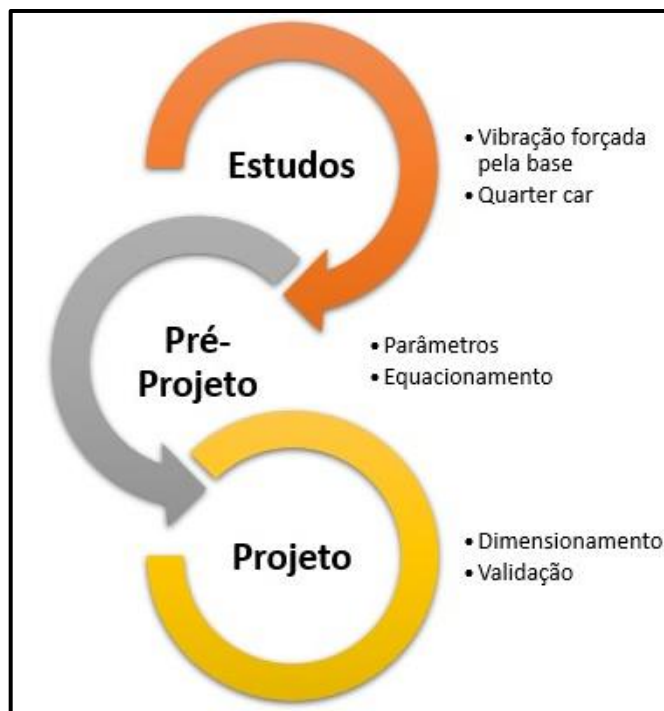 Estudos
• Vibração forçada
pela base
• Quarter car
Pré-
Projeto
• Parâmetros
• Equacionamento
Projeto
• Dimensionamento
• Validação